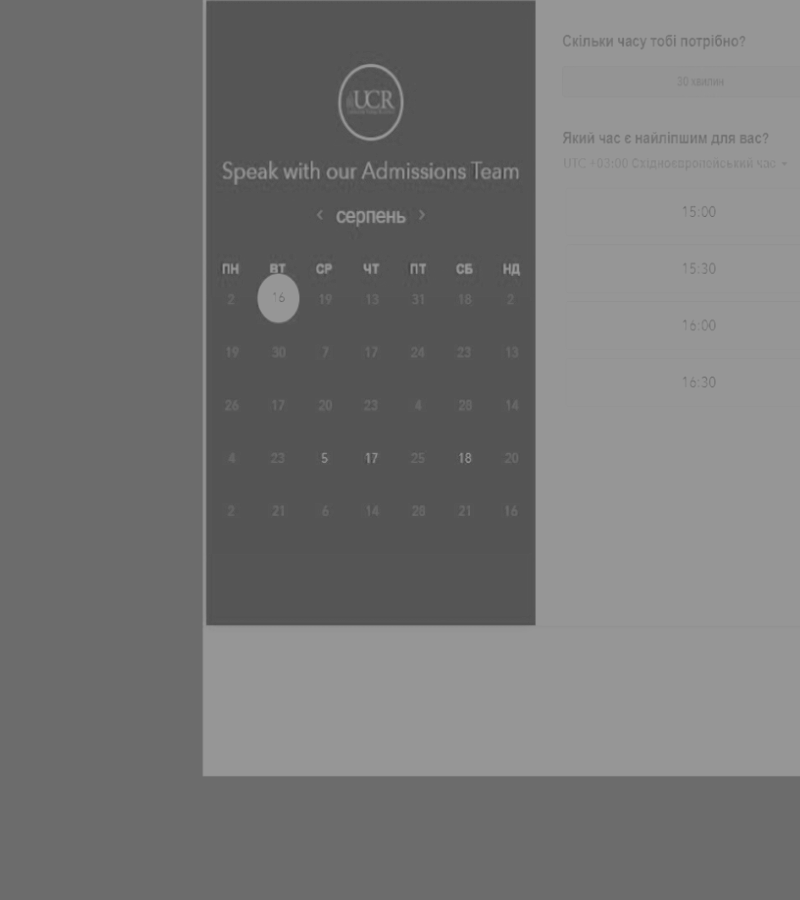 UCR
Speak with our Admissions Team
‹ серпень ›
ПН ВТ СР ЧТ ПТ СБ НД
2 16 19 13 31 18 2
19 30 7 17 24 23 13
26 17 20 23 4 28 14
4 23 5 17 25 18 20
2 21 6 14 28 21 16
Скільки часу тобі потрібно?
30 хвилин
Який час є найліпшим для вас?
UTC +03:00 Східноєвропейський час
15:00
15:30
16:00
16:30